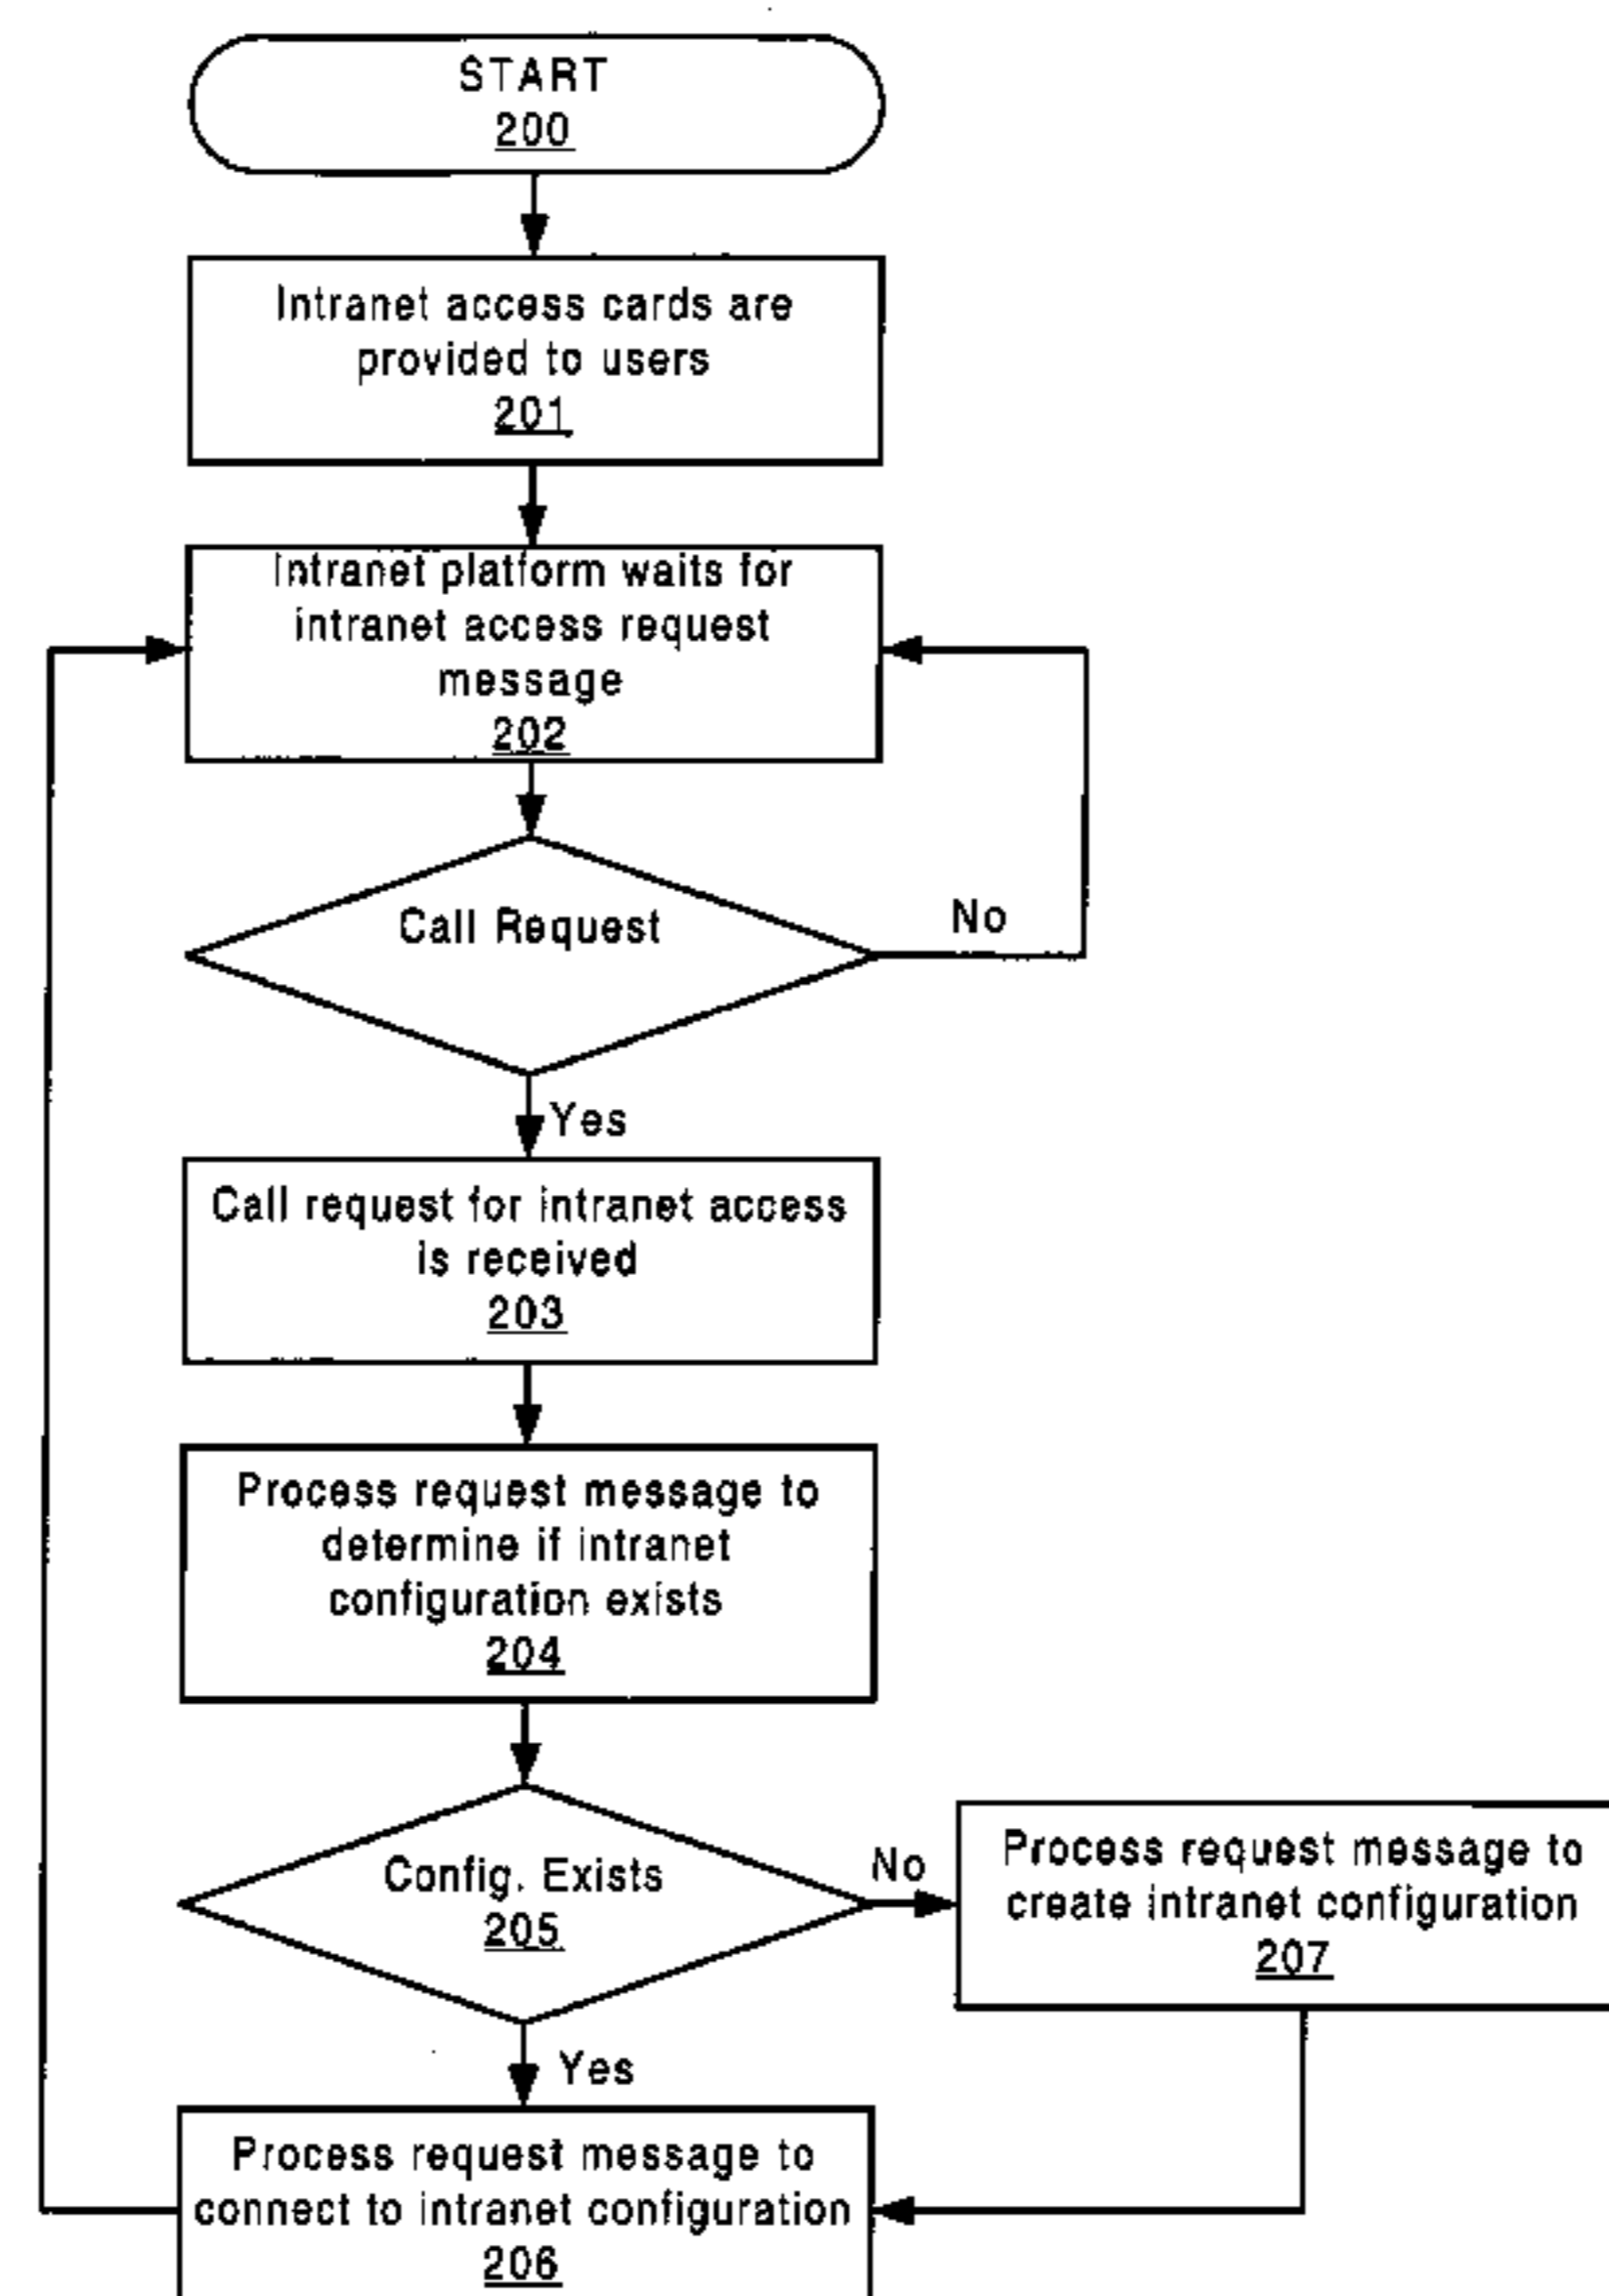 START
200
Intranet access cards are
provided to users
201
Intranet platform waits for
intranet access request
message
202
Call Request
No
Yes
Call request for intranet access
is received
203
Process request message to
determine if intranet
configuration exists
204
Config. Exists
205
No
Process request message to
create intranet configuration
207
Yes
Process request message to
connect to intranet configuration
206